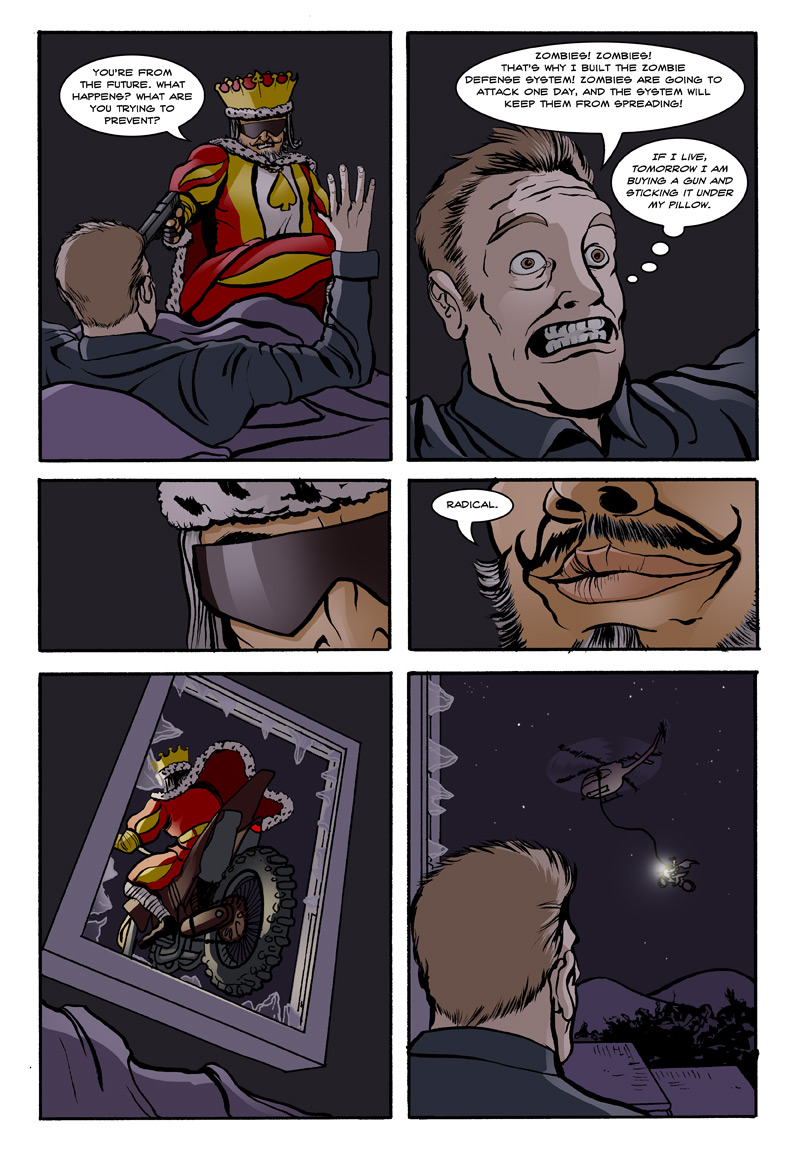 YOU'RE FROM
THE FUTURE. WHAT
HAPPENS? WHAT ARE
YOU TRYING TO
PREVENT?
ZOMBIES! ZOMBIES!
THAT'S WHY I BUILT THE ZOMBIE
DEFENSE SYSTEM! ZOMBIES ARE GOING TO
ATTACK ONE DAY, AND THE SYSTEM WILL
KEEP THEM FROM SPREADING!
IF I LIVE,
TOMORROW I AM
BUYING A GUN AND
STICKING IT UNDER
MY PILLOW.
RADICAL.